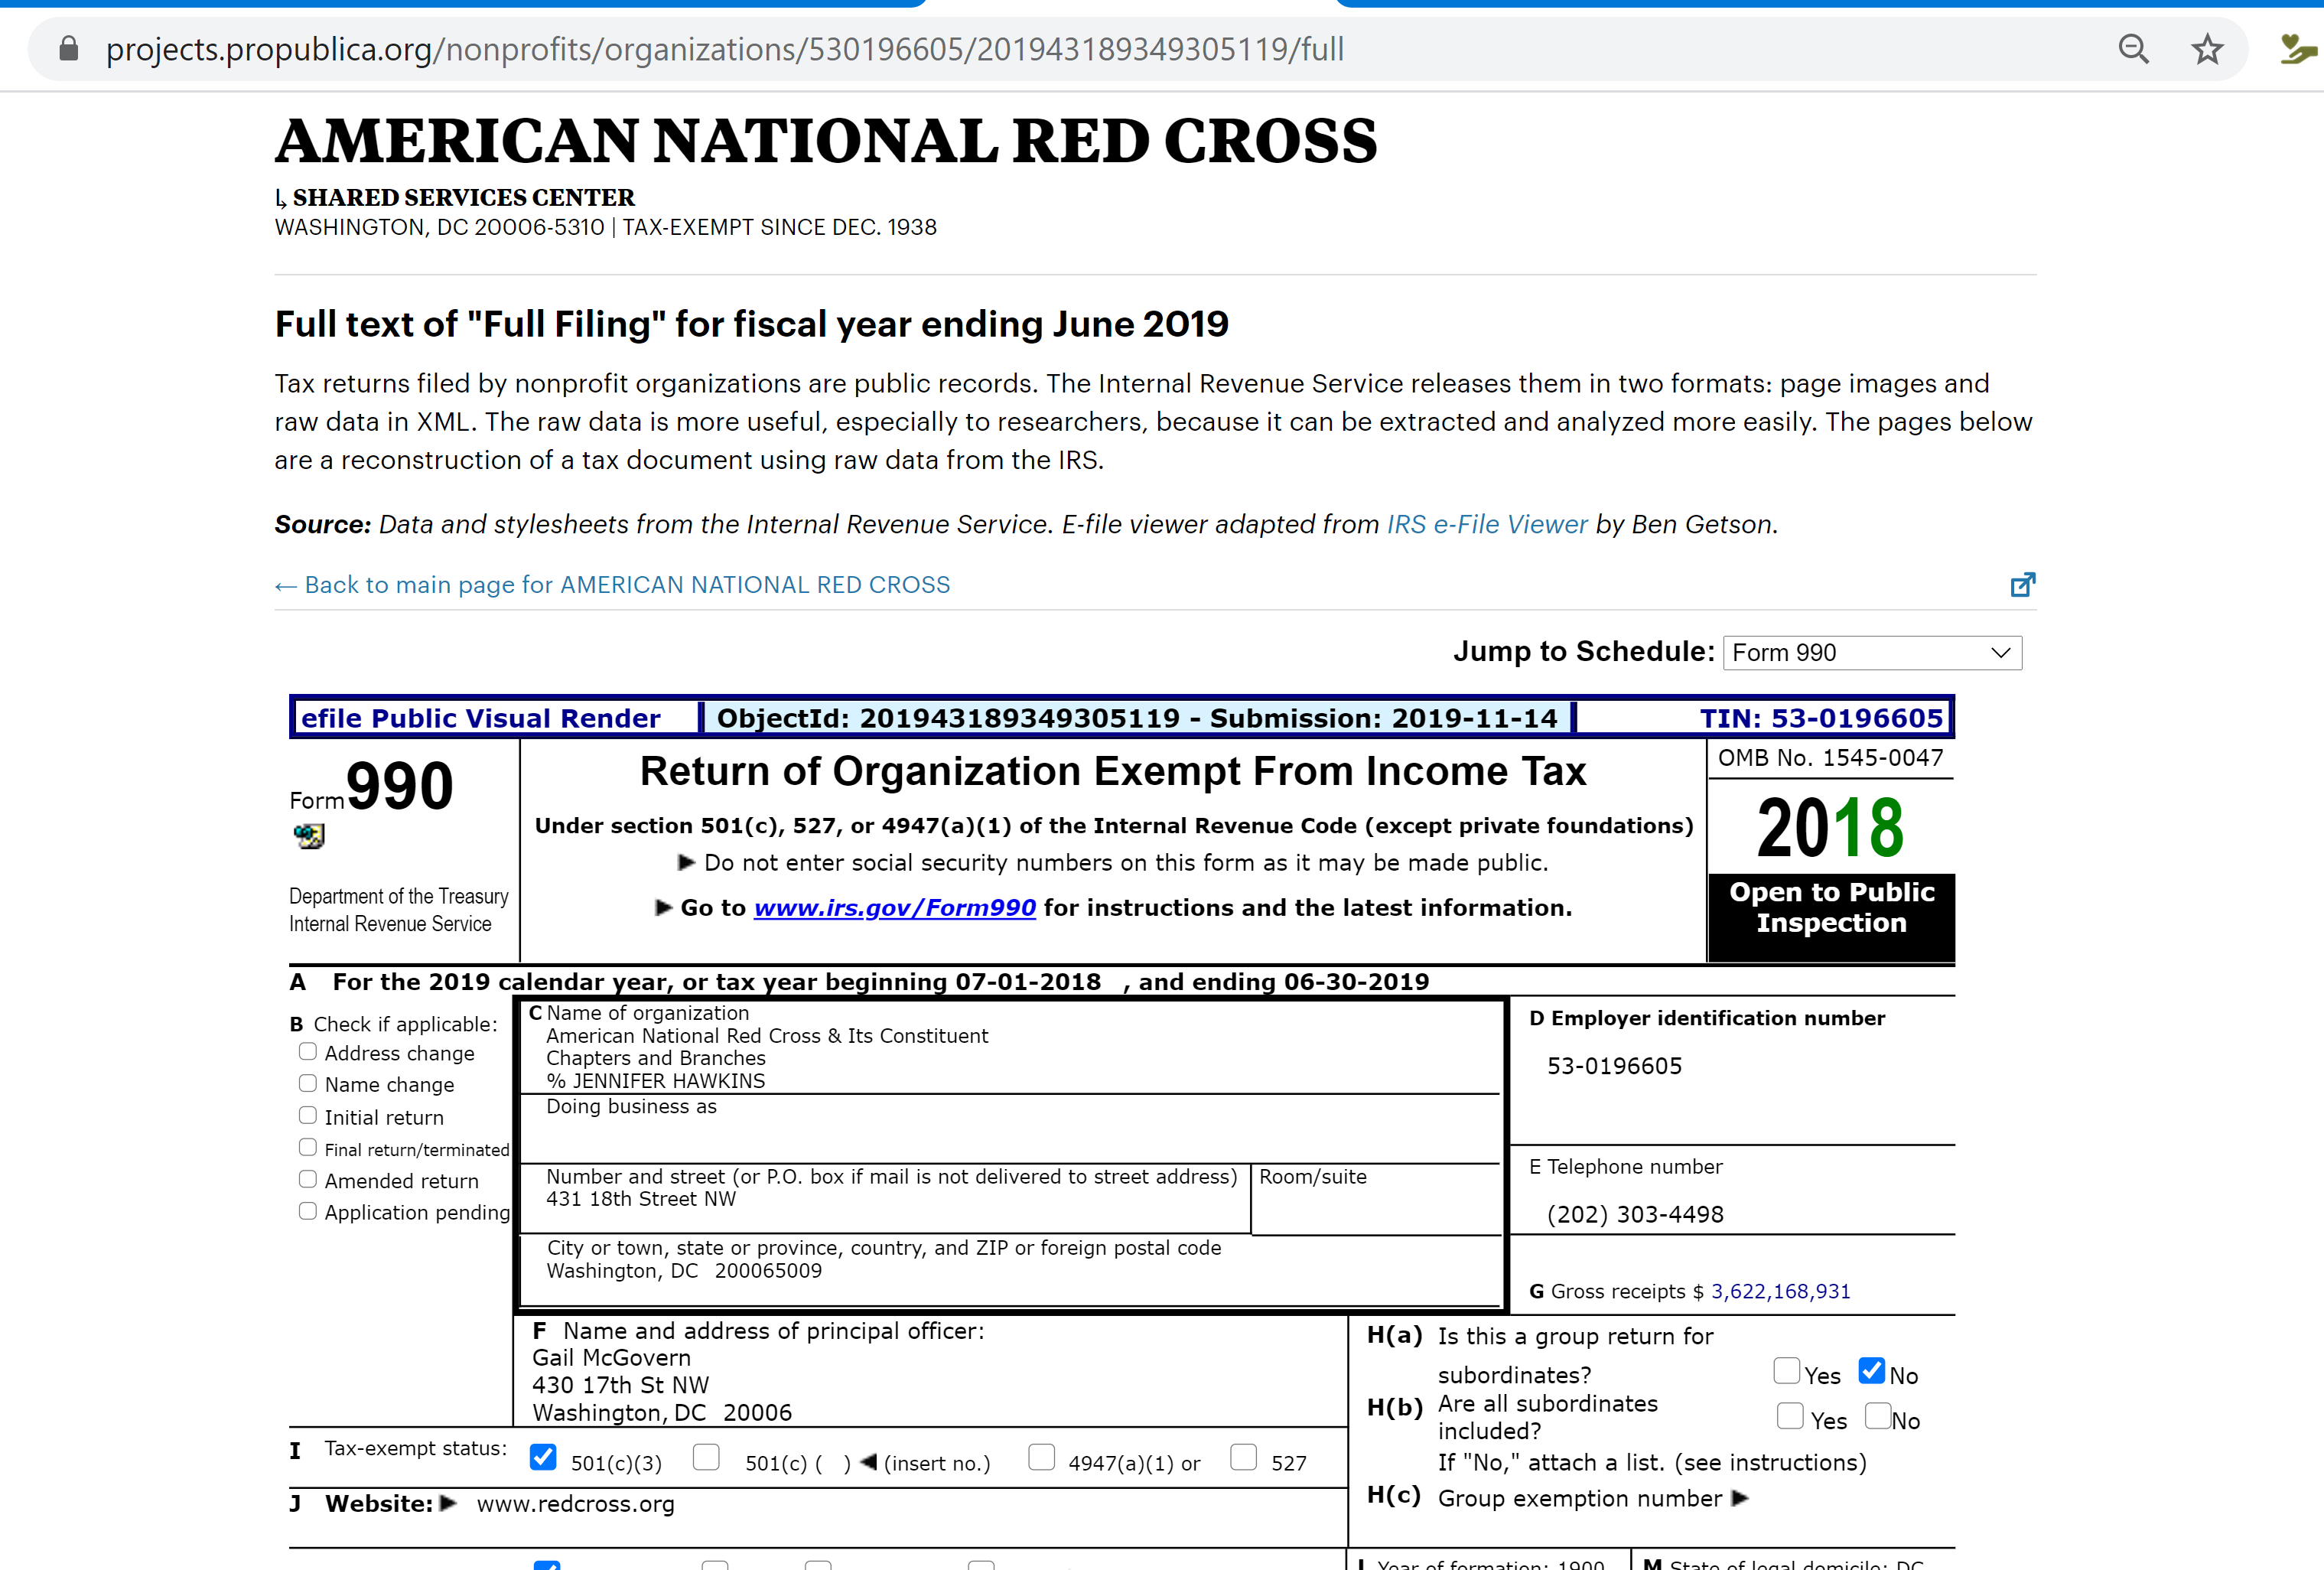 projects.propublica.org/nonprofits/organizations/530196605/201943189349305119/full
AMERICAN NATIONAL RED CROSS
↳ SHARED SERVICES CENTER
WASHINGTON, DC 20006-5310 | TAX-EXEMPT SINCE DEC. 1938
Full text of "Full Filing" for fiscal year ending June 2019
Tax returns filed by nonprofit organizations are public records. The Internal Revenue Service releases them in two formats: page images and
raw data in XML. The raw data is more useful, especially to researchers, because it can be extracted and analyzed more easily. The pages below
are a reconstruction of a tax document using raw data from the IRS.
Source: Data and stylesheets from the Internal Revenue Service. E-file viewer adapted from IRS e-File Viewer by Ben Getson.
← Back to main page for AMERICAN NATIONAL RED CROSS
Jump to Schedule: Form 990
efile Public Visual Render
ObjectId: 201943189349305119 - Submission: 2019-11-14
TIN: 53-0196605
Form 990
Department of the Treasury
Internal Revenue Service
Return of Organization Exempt From Income Tax
Under section 501(c), 527, or 4947(a)(1) of the Internal Revenue Code (except private foundations)
▶ Do not enter social security numbers on this form as it may be made public.
▶ Go to www.irs.gov/Form990 for instructions and the latest information.
OMB No. 1545-0047
2018
Open to Public
Inspection
A For the 2019 calendar year, or tax year beginning 07-01-2018 , and ending 06-30-2019
B Check if applicable:
Address change
Name change
Initial return
Final return/terminated
Amended return
Application pending
C Name of organization
American National Red Cross & Its Constituent
Chapters and Branches
% JENNIFER HAWKINS
Doing business as
Number and street (or P.O. box if mail is not delivered to street address)
431 18th Street NW
Room/suite
City or town, state or province, country, and ZIP or foreign postal code
Washington, DC 200065009
D Employer identification number
53-0196605
E Telephone number
(202) 303-4498
G Gross receipts $ 3,622,168,931
F Name and address of principal officer:
Gail McGovern
430 17th St NW
Washington, DC 20006
H(a) Is this a group return for
subordinates? Yes No
H(b) Are all subordinates
included? Yes No
If "No," attach a list. (see instructions)
H(c) Group exemption number ▶
I Tax-exempt status: 501(c)(3) 501(c) ( ) ◀ (insert no.) 4947(a)(1) or 527
J Website: ▶ www.redcross.org
L Year of formation: 1900
M State of legal domicile: DC